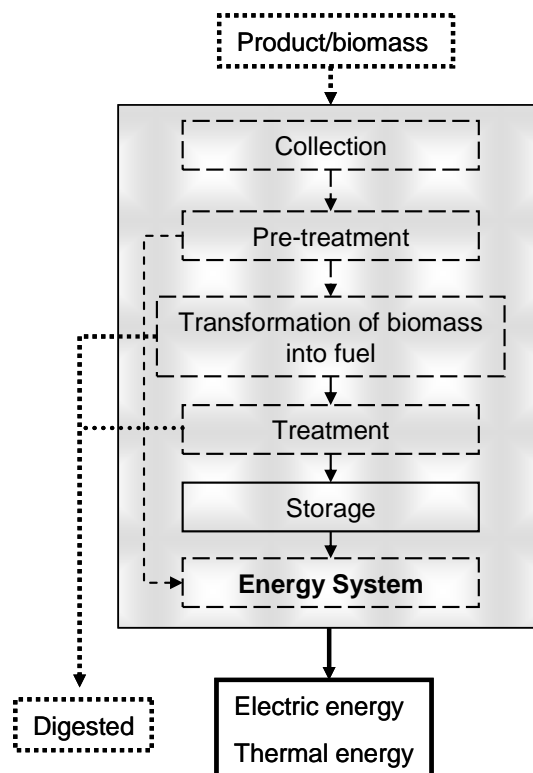 Product/biomass
Collection
Pre-treatment
Transformation of biomass
into fuel
Treatment
Storage
Energy System
Digested
Electric energy
Thermal energy